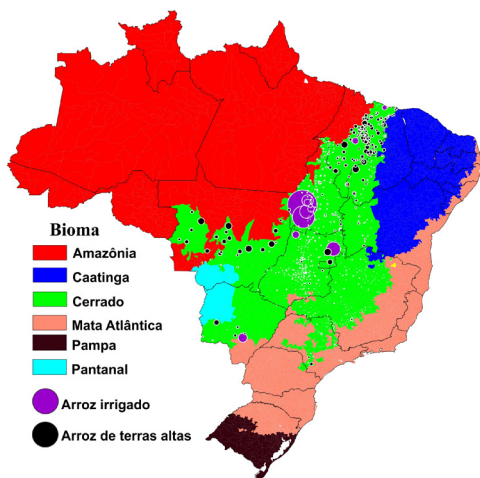 Bioma
Amazônia
Caatinga
Cerrado
Mata Atlântica
Pampa
Pantanal
Arroz irrigado
Arroz de terras altas